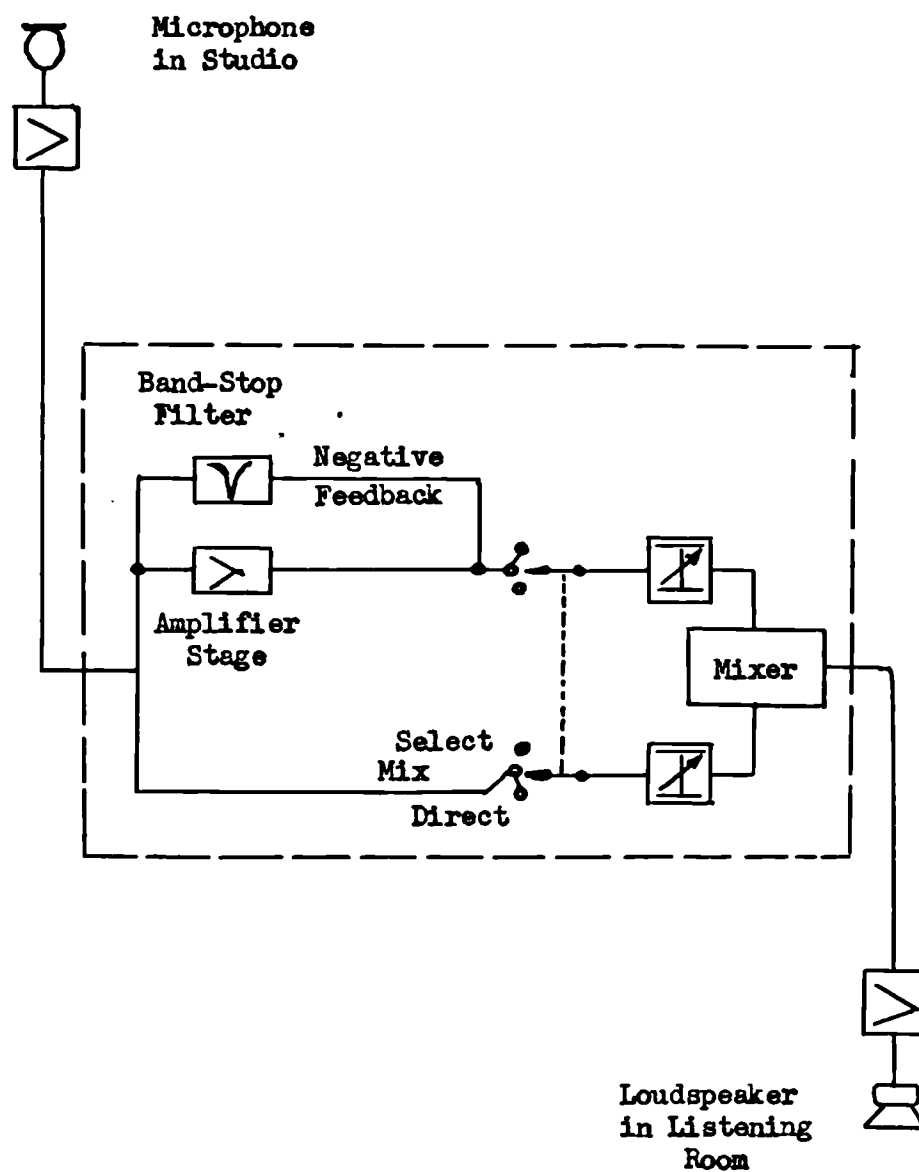 Microphone
in Studio
Band-Stop
Filter
Negative
Feedback
Amplifier
Stage
Mixer
Select
Mix
Direct
Loudspeaker
in Listening
Room